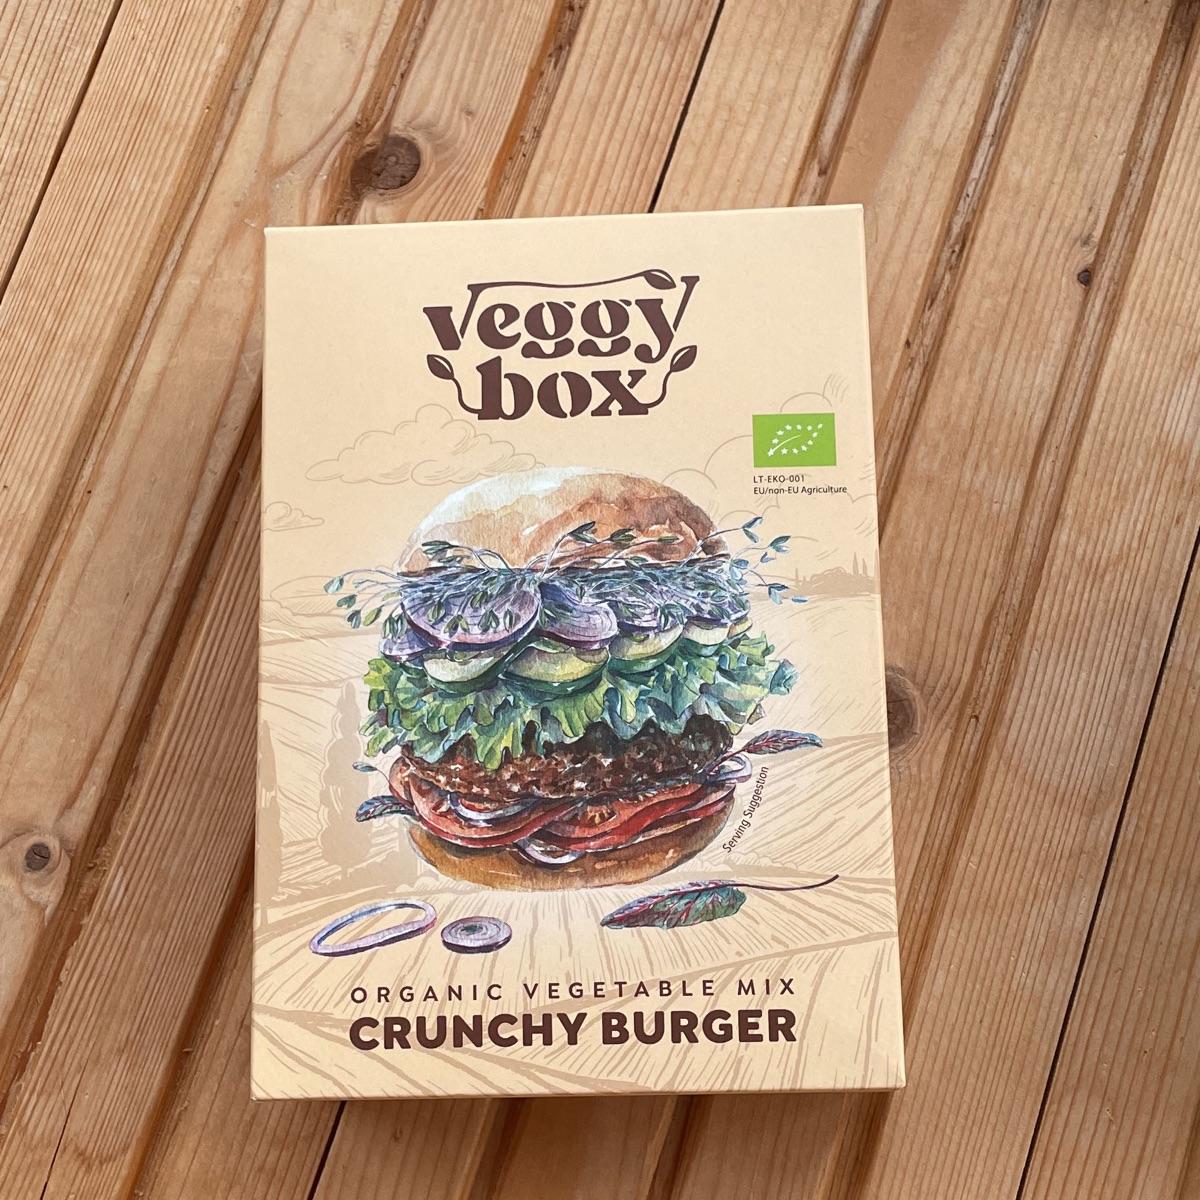 veggy
box
LT-EKO-001
EU/non-EU Agriculture
Serving Suggestion
ORGANIC VEGETABLE MIX
CRUNCHY BURGER